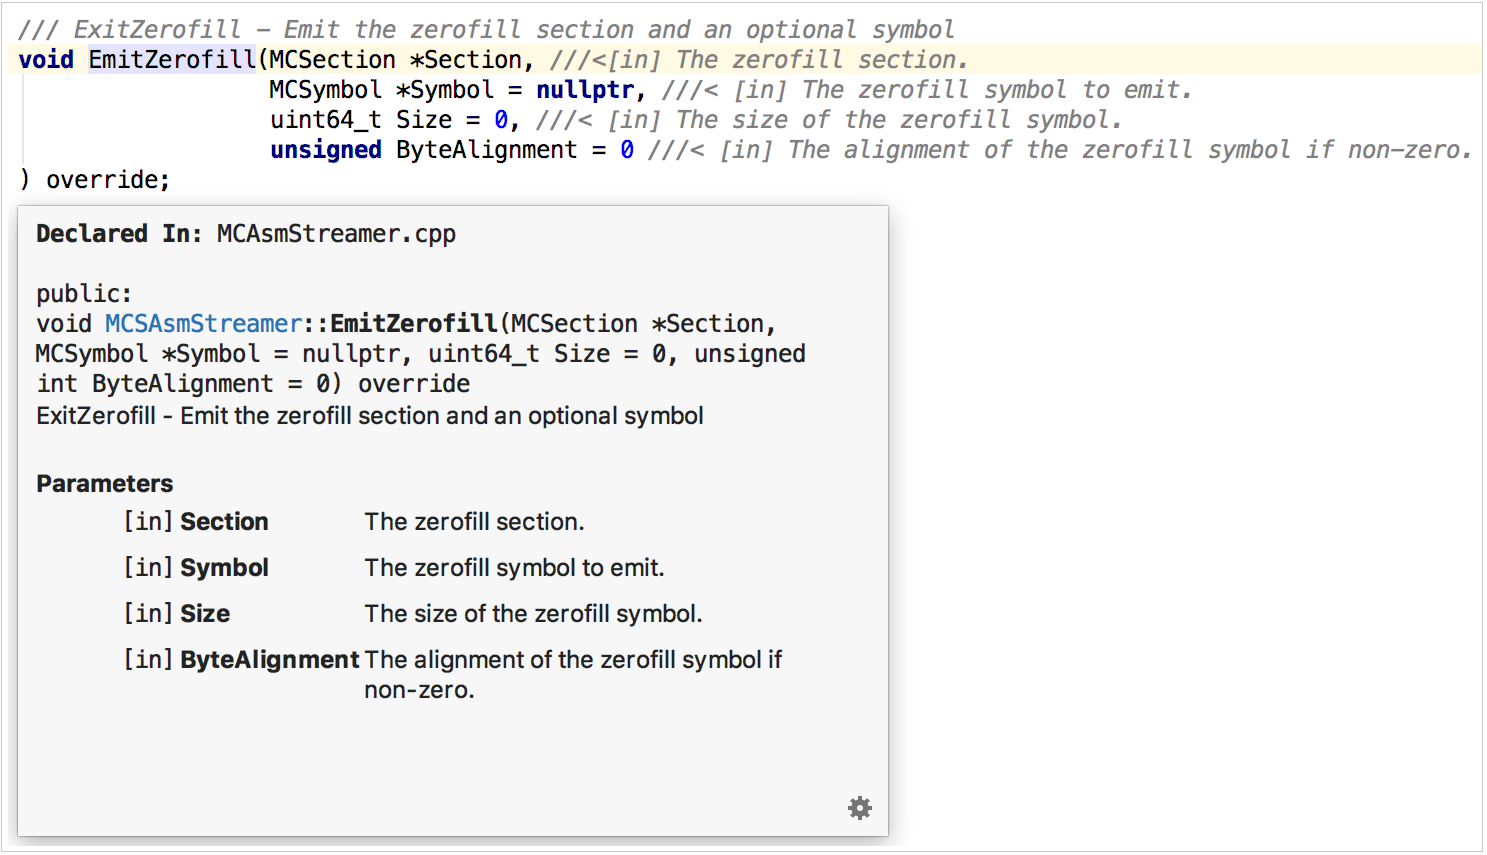 /// ExitZerofill – Emit the zerofill section and an optional symbol
void EmitZerofill(MCSection *Section, ///<[in] The zerofill section.
MCSymbol *Symbol = nullptr, ///< [in] The zerofill symbol to emit.
uint64_t Size = 0, ///< [in] The size of the zerofill symbol.
unsigned ByteAlignment = 0 ///< [in] The alignment of the zerofill symbol if non-zero.
) override;
Declared In: MCAsmStreamer.cpp
public:
void MCSAsmStreamer::EmitZerofill(MCSection *Section,
MCSymbol *Symbol = nullptr, uint64_t Size = 0, unsigned
int ByteAlignment = 0) override
ExitZerofill - Emit the zerofill section and an optional symbol
Parameters
[in] Section The zerofill section.
[in] Symbol The zerofill symbol to emit.
[in] Size The size of the zerofill symbol.
[in] ByteAlignment The alignment of the zerofill symbol if
non-zero.